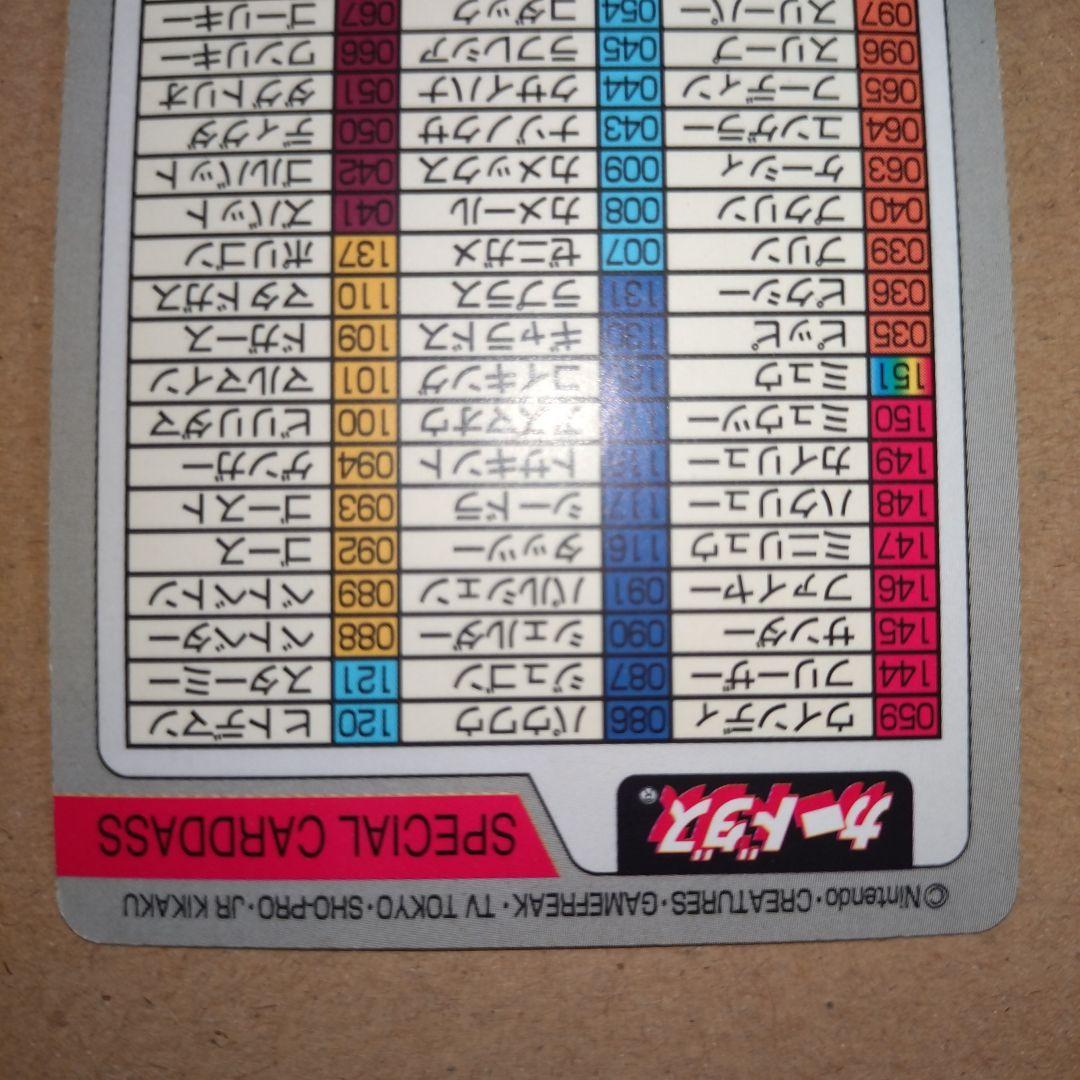 ©Nintendo・CREATURES・GAMEFREAK・TV TOKYO・SHO-PRO・JR KIKAKU
カードダス® SPECIAL CARDDASS
059 ウインディ 086 パウワウ 120 ヒトデマン
144 フリーザー 087 ジュゴン 121 スターミー
145 サンダー 090 シェルダー 088 ベトベター
146 ファイヤー 091 パルシェン 089 ベトベトン
147 ミニリュウ 116 タッツー 092 ゴース
148 ハクリュー 117 シードラ 093 ゴースト
149 カイリュー 118 トサキント 094 ゲンガー
150 ミュウツー アズマオウ 100 ビリリダマ
151 ミュウ 129 コイキング 101 マルマイン
035 ピッピ 130 ギャラドス 109 ドガース
036 ピクシー 131 ラプラス 110 マタドガス
039 プリン 007 ゼニガメ 137 ポリゴン
040 プクリン 008 カメール 041 ズバット
063 ケーシィ 009 カメックス 042 ゴルバット
064 ユンゲラー 043 ナゾノクサ 050 ディグダ
065 フーディン 044 クサイハナ 051 ダグトリオ
096 スリープ 045 ラフレシア 066 ワンリキー
097 スリーパー 054 コダック 067 ゴーリキー